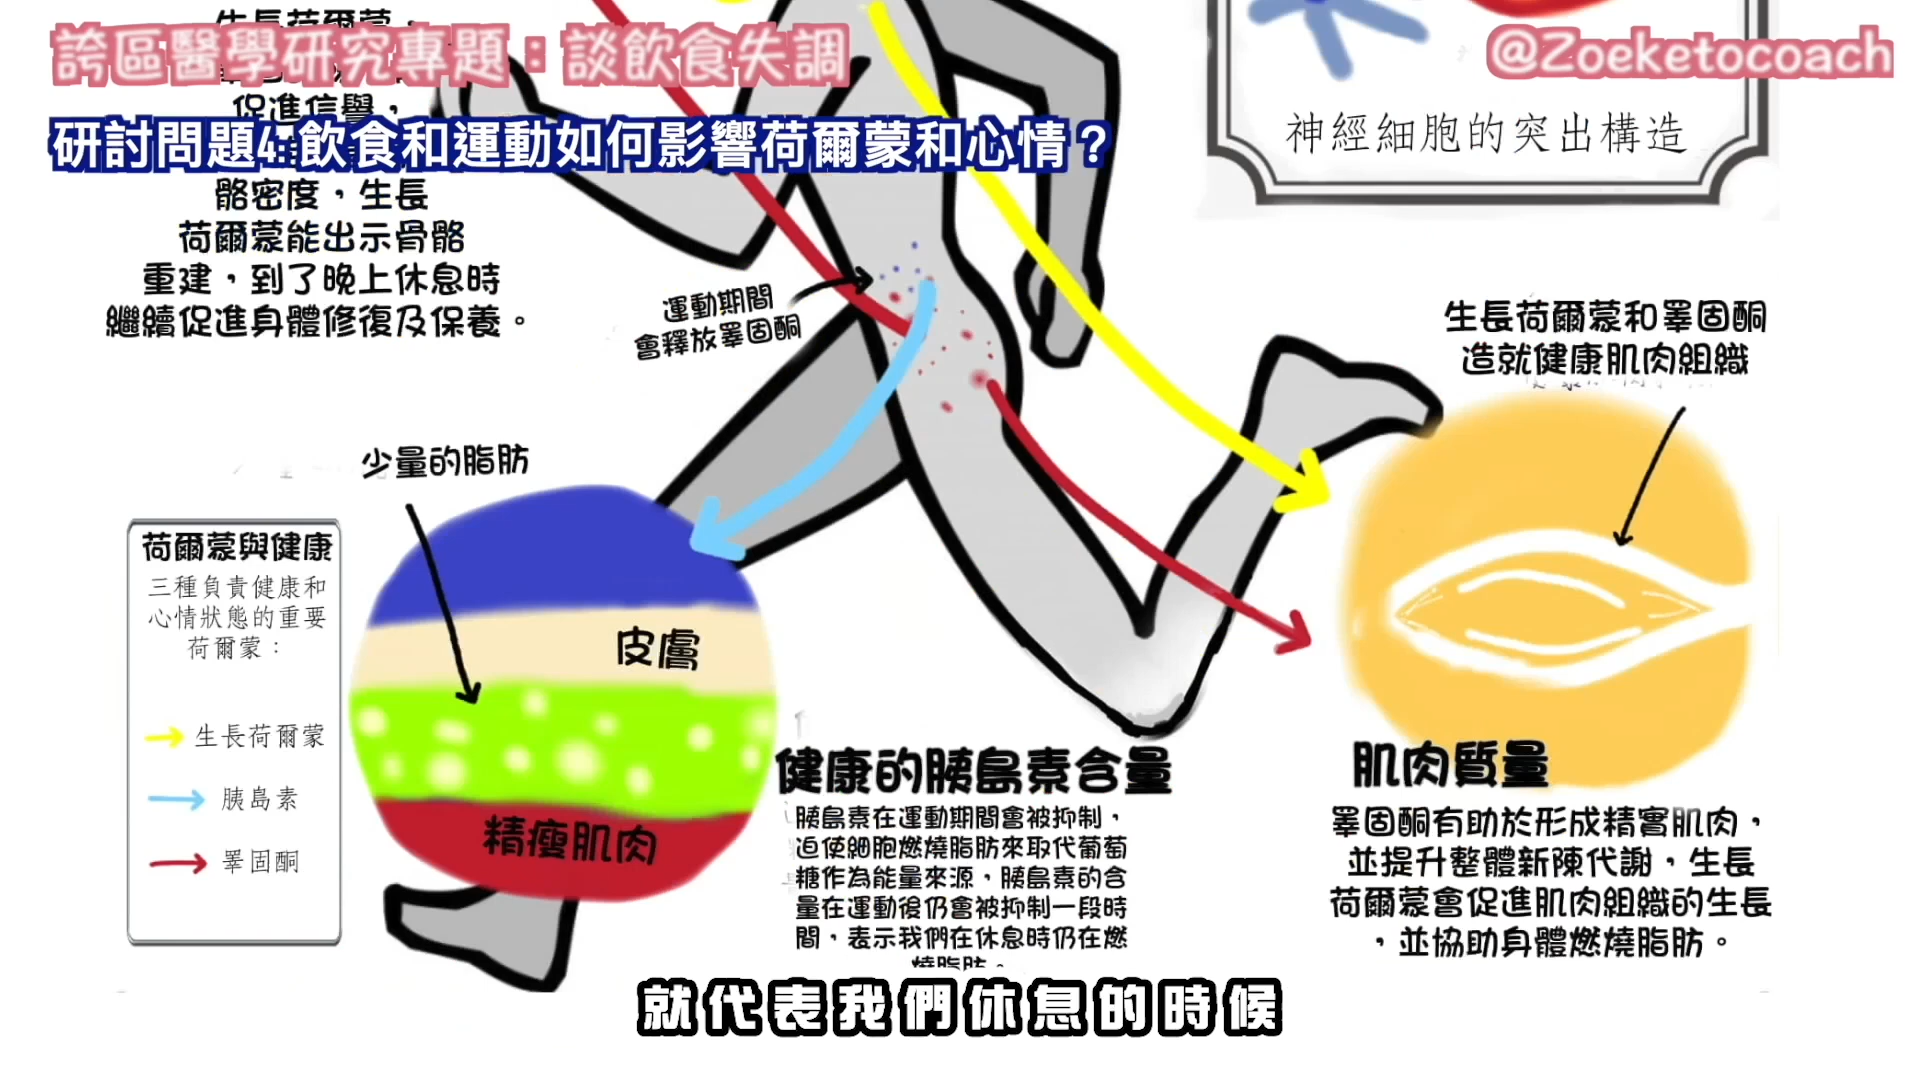 生長荷爾蒙，
誇區醫學研究專題：談飲食失調
@Zoeketocoach
促進信譽，
研討問題4:飲食和運動如何影響荷爾蒙和心情？
骼密度，生長
荷爾蒙能出示骨骼
重建，到了晚上休息時
繼續促進身體修復及保養。
神經細胞的突出構造
運動期間
會釋放睪固酮
生長荷爾蒙和睪固酮
造就健康肌肉組織
少量的脂肪
荷爾蒙與健康
三種負責健康和
心情狀態的重要
荷爾蒙：
生長荷爾蒙
胰島素
睪固酮
皮膚
精瘦肌肉
健康的胰島素含量
胰島素在運動期間會被抑制，
迫使細胞燃燒脂肪來取代葡萄
糖作為能量來源，胰島素的含
量在運動後仍會被抑制一段時
間，表示我們在休息時仍在燃
燒脂肪。
肌肉質量
睪固酮有助於形成精實肌肉，
並提升整體新陳代謝，生長
荷爾蒙會促進肌肉組織的生長
，並協助身體燃燒脂肪。
就代表我們休息的時候